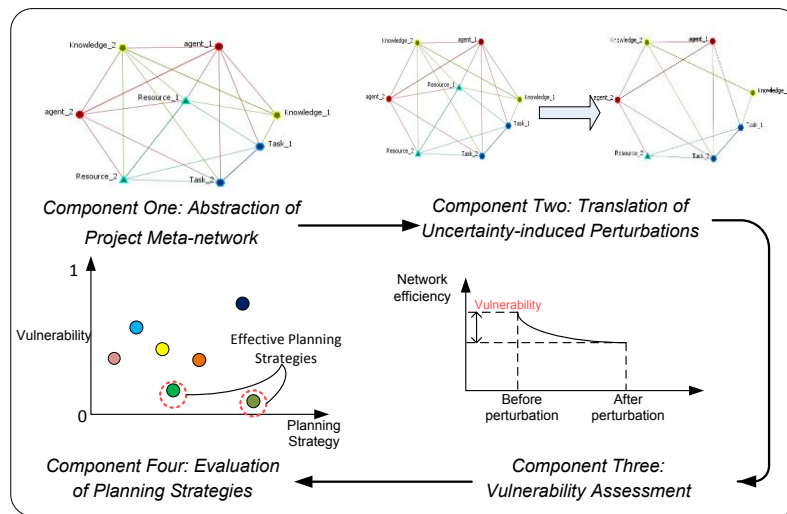 Knowledge_2
agent_1
Resource_1
agent_2
Knowledge_1
Task_1
Resource_2
Task_2
Knowledge_2
agent_1
Resource_1
agent_2
Knowledge_1
Task_1
Resource_2
Task_2
Knowledge_2
agent_1
agent_2
Knowledge_1
Task_1
Resource_2
Task_2
Component One: Abstraction of
Project Meta-network
Component Two: Translation of
Uncertainty-induced Perturbations
1
Vulnerability
Effective Planning
Strategies
0
Planning
Strategy
Network
efficiency
Vulnerability
Before
perturbation
After
perturbation
Component Four: Evaluation
of Planning Strategies
Component Three:
Vulnerability Assessment